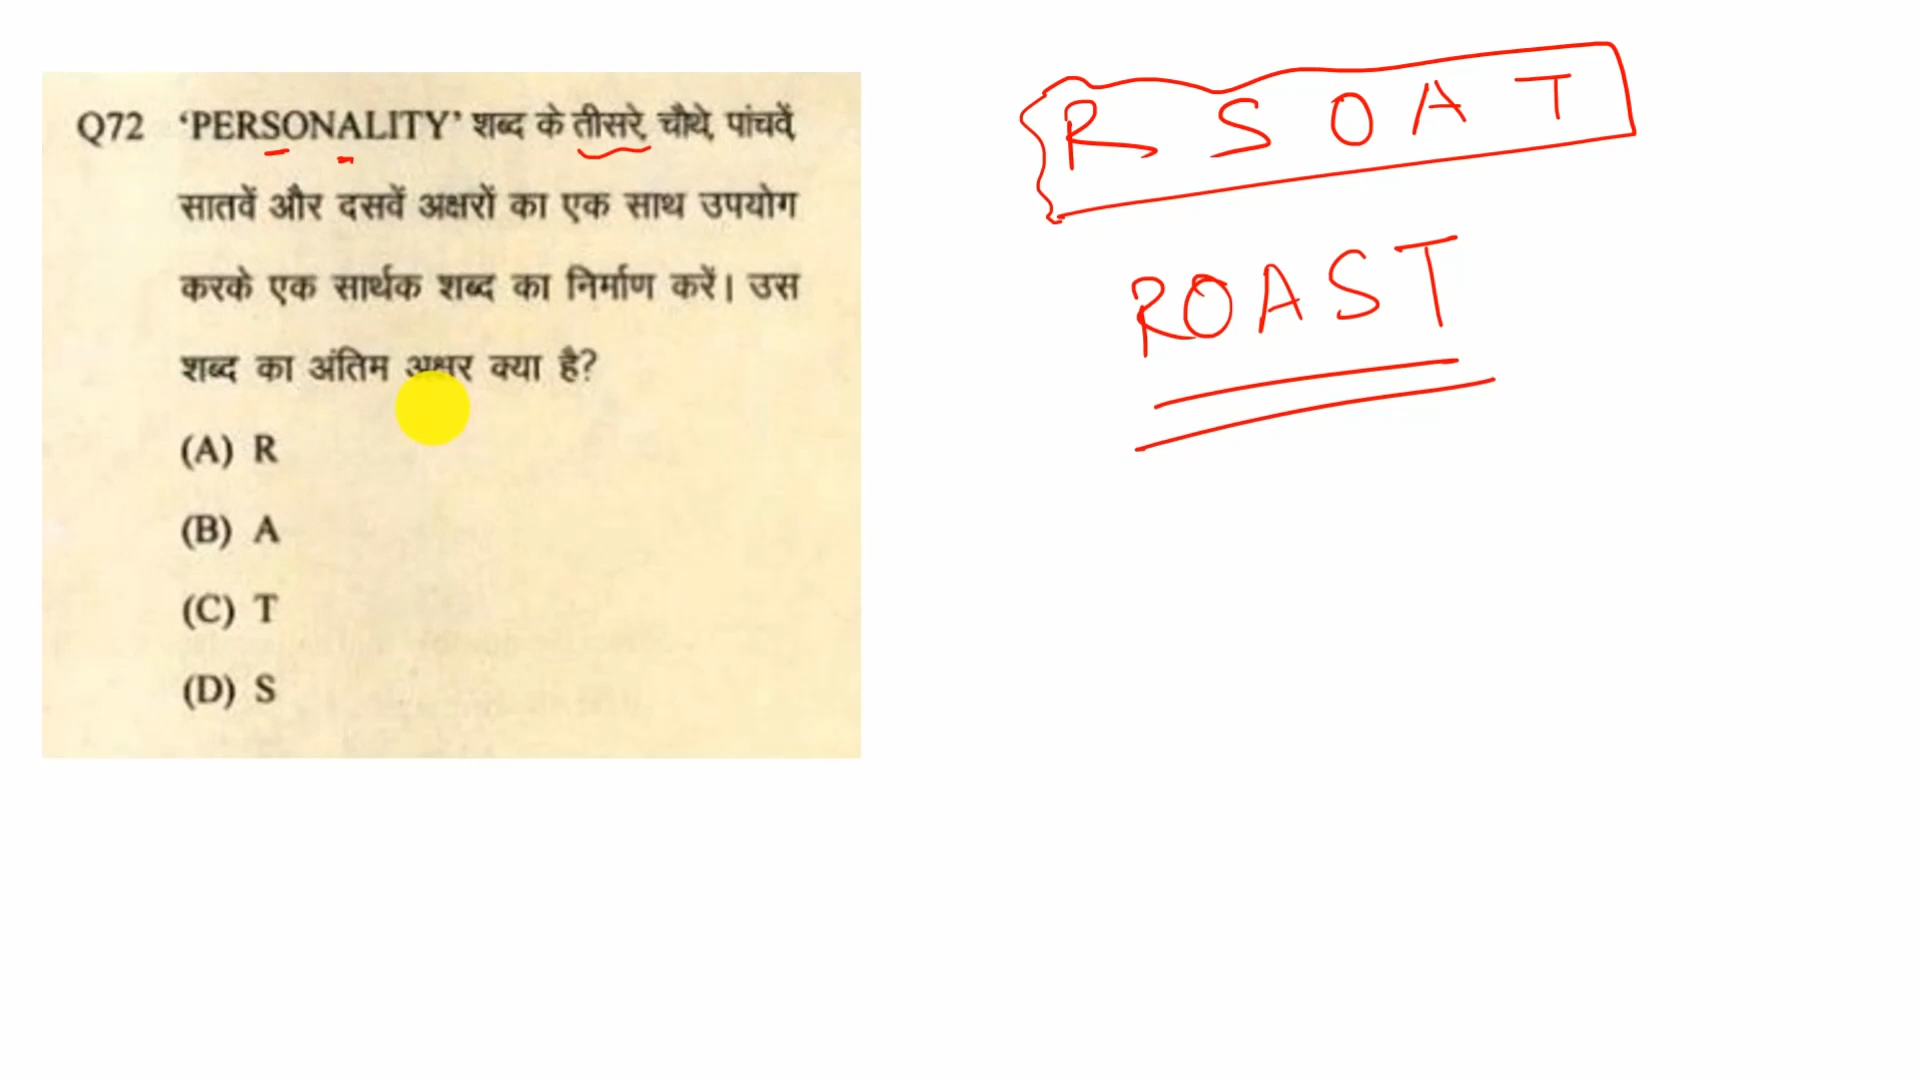 Q72 'PERSONALITY' शब्द के तीसरे, चौथे, पांचवें,
सातवें और दसवें अक्षरों का एक साथ उपयोग
करके एक सार्थक शब्द का निर्माण करें। उस
शब्द का अंतिम अक्षर क्या है?
(A) R
(B) A
(C) T
(D) S
R S O A T
ROAST